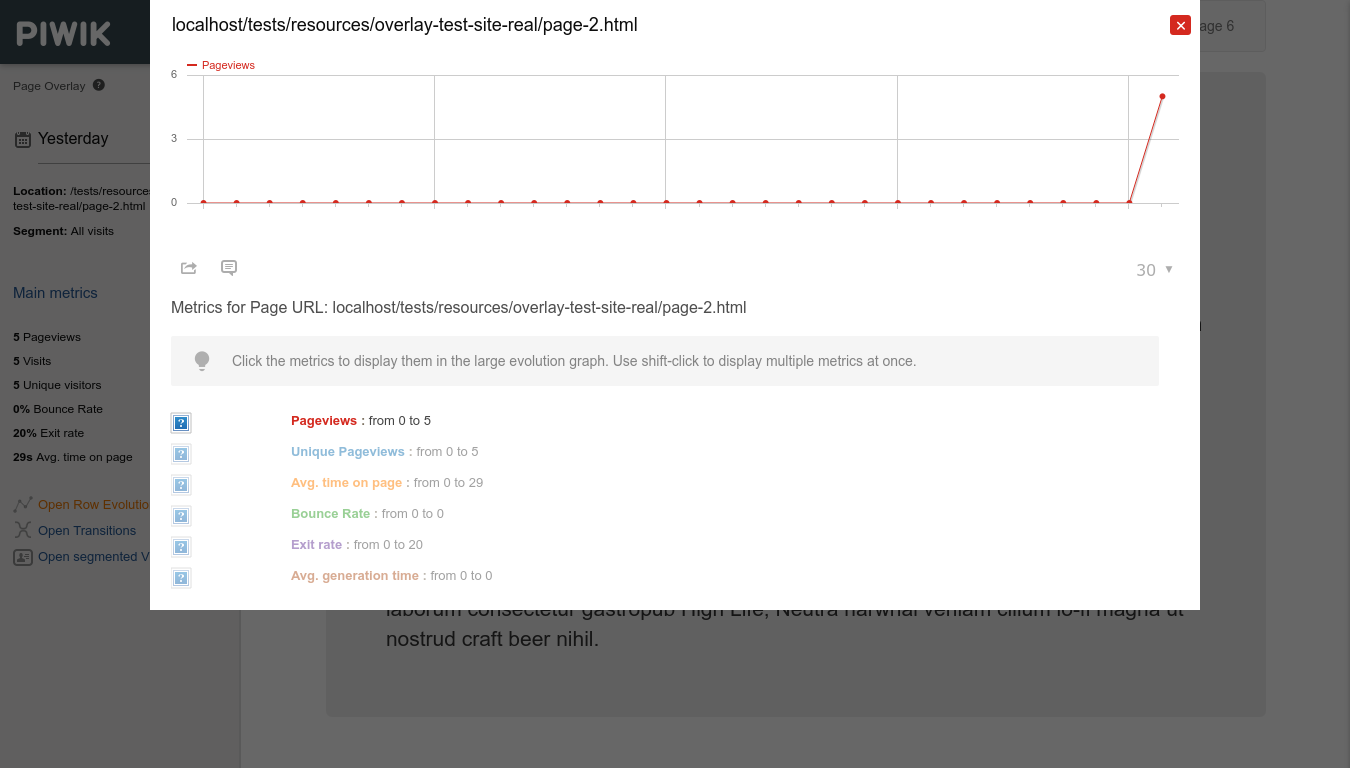 PIWIK
Page Overlay
Yesterday
Location: /tests/resource
test-site-real/page-2.html
Segment: All visits
Main metrics
5 Pageviews
5 Visits
5 Unique visitors
0% Bounce Rate
20% Exit rate
29s Avg. time on page
Open Row Evolutio
Open Transitions
Open segmented V
localhost/tests/resources/overlay-test-site-real/page-2.html
age 6
Pageviews
6
3
0
30
Metrics for Page URL: localhost/tests/resources/overlay-test-site-real/page-2.html
Click the metrics to display them in the large evolution graph. Use shift-click to display multiple metrics at once.
Pageviews : from 0 to 5
Unique Pageviews : from 0 to 5
Avg. time on page : from 0 to 29
Bounce Rate : from 0 to 0
Exit rate : from 0 to 20
Avg. generation time : from 0 to 0
laborum consectetur gastropub High Life, Neutra narwhal veniam cillum lo-fi magna ut
nostrud craft beer nihil.